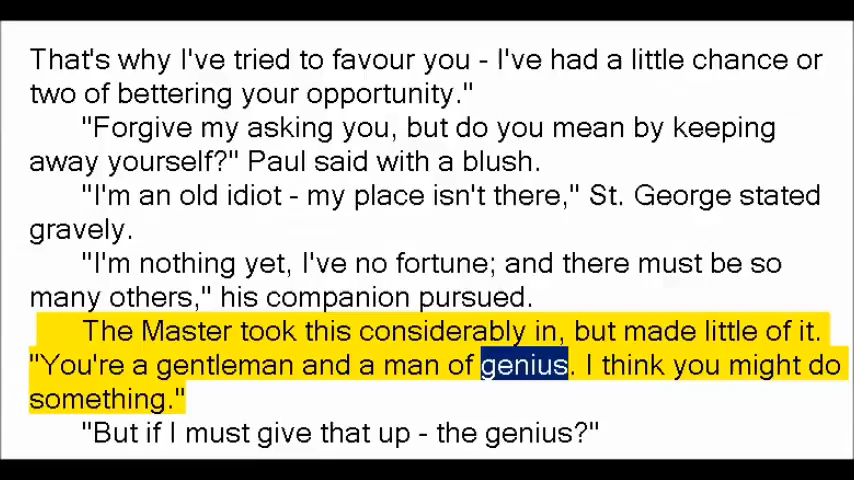 That's why I've tried to favour you - I've had a little chance or
two of bettering your opportunity."
"Forgive my asking you, but do you mean by keeping
away yourself?" Paul said with a blush.
"I'm an old idiot - my place isn't there," St. George stated
gravely.
"I'm nothing yet, I've no fortune; and there must be so
many others," his companion pursued.
The Master took this considerably in, but made little of it.
"You're a gentleman and a man of genius. I think you might do
something."
"But if I must give that up - the genius?"